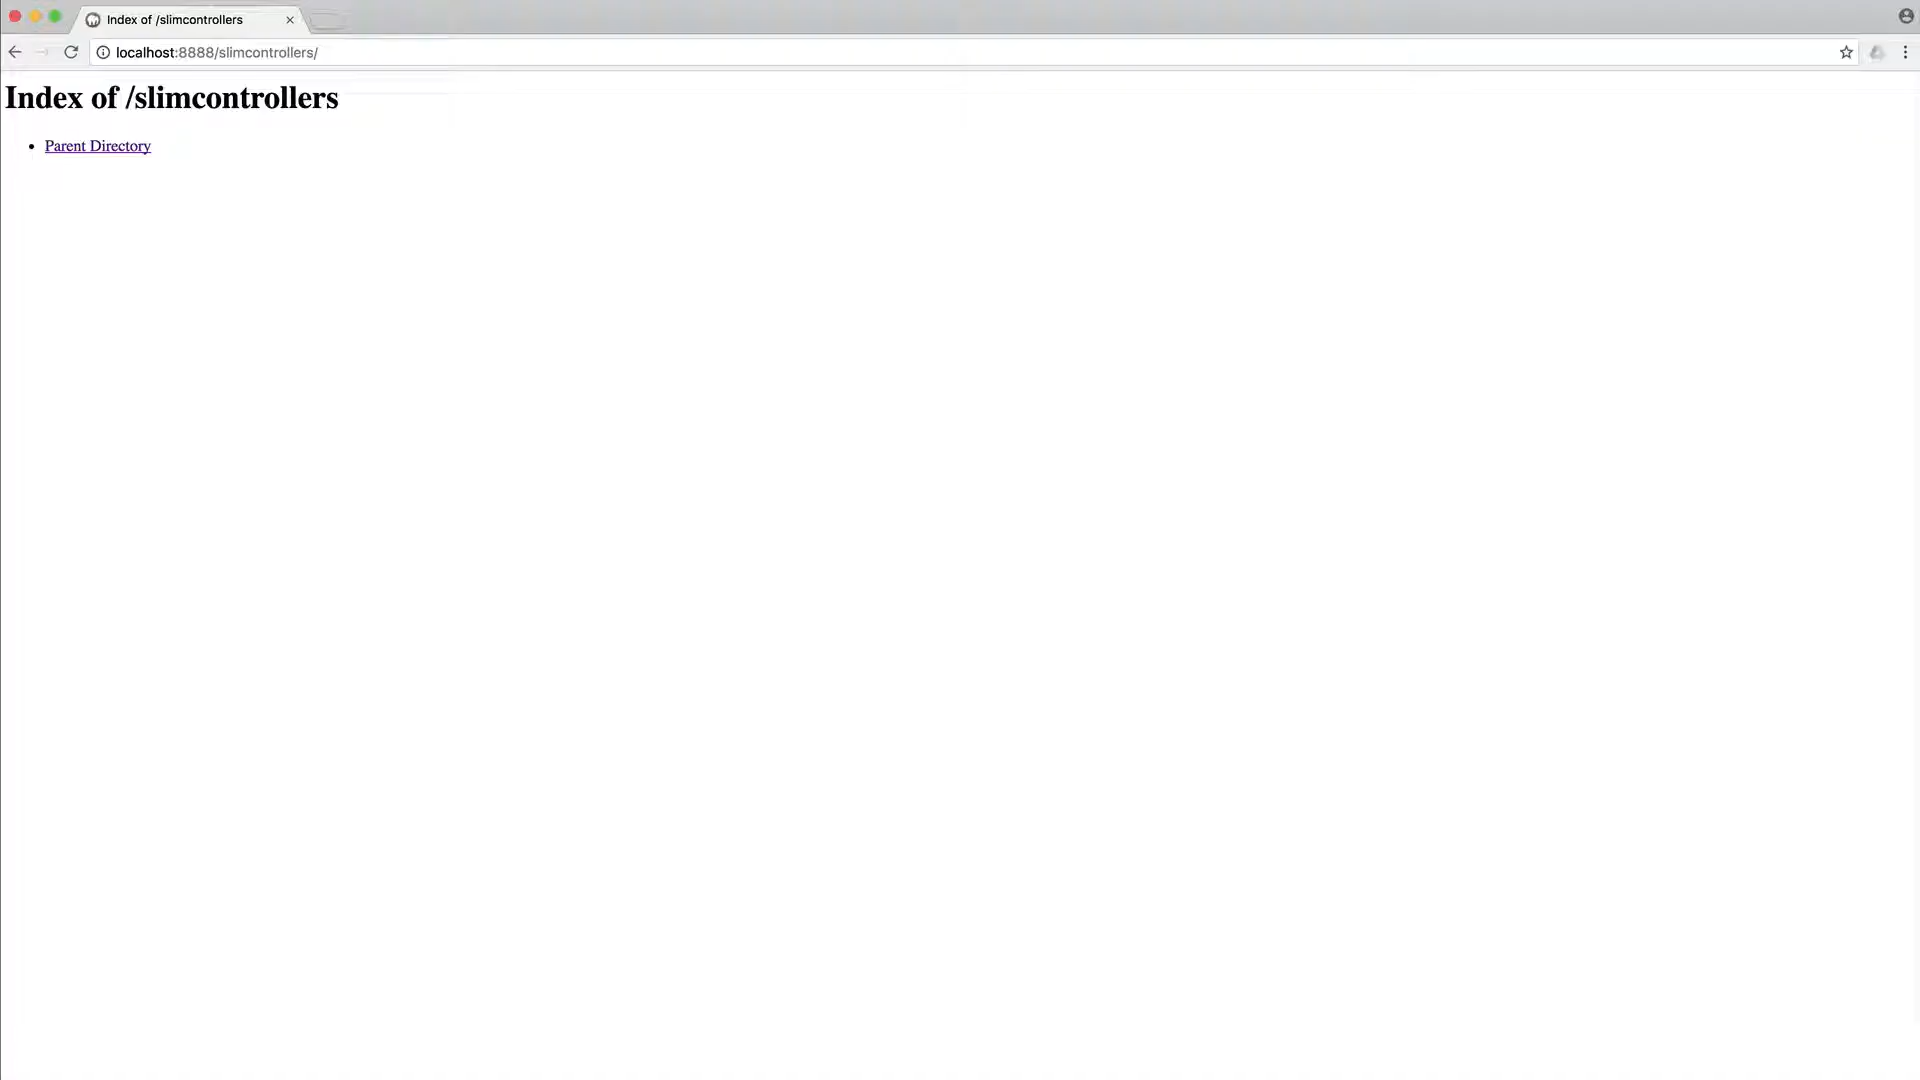 Index of /slimcontrollers
localhost:8888/slimcontrollers/
Index of /slimcontrollers
Parent Directory